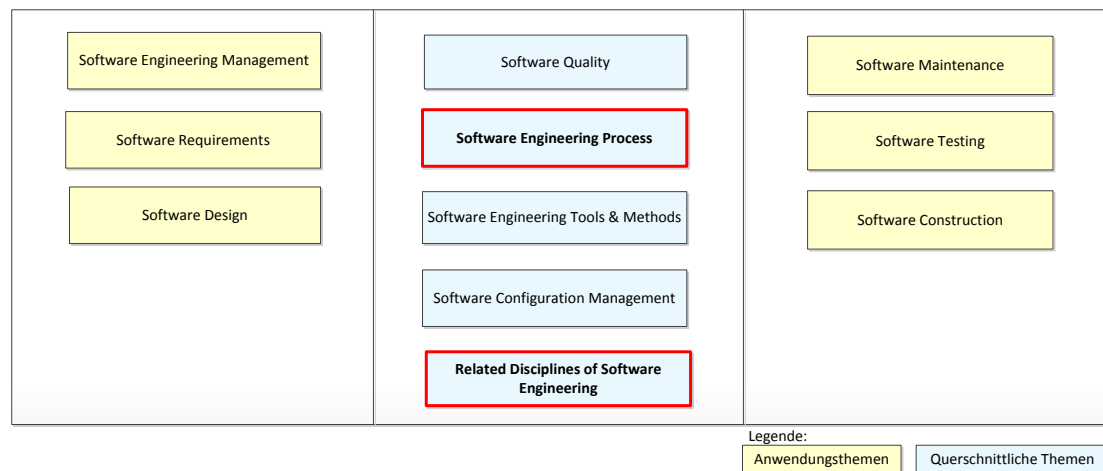 Software Engineering Management
Software Requirements
Software Design
Software Quality
Software Engineering Process
Software Engineering Tools & Methods
Software Configuration Management
Related Disciplines of Software
Engineering
Software Maintenance
Software Testing
Software Construction
Legende:
Anwendungsthemen
Querschnittliche Themen